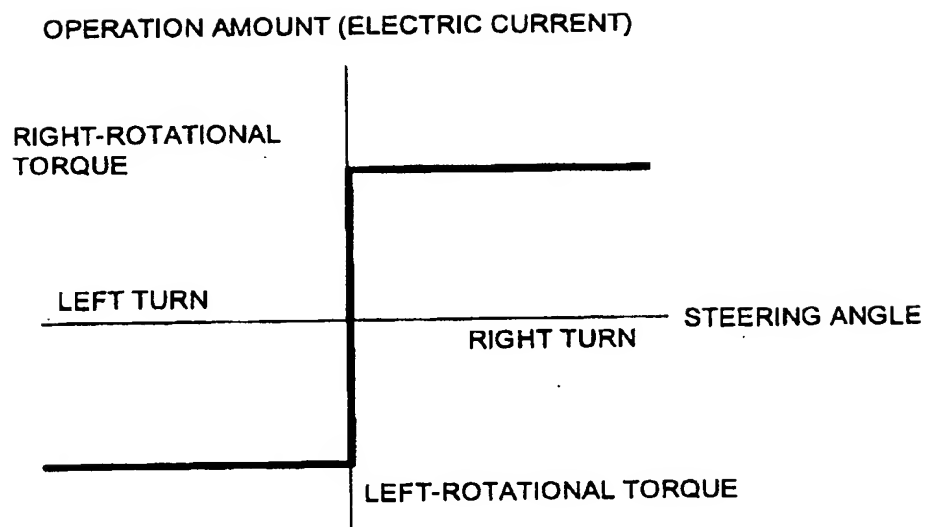 OPERATION AMOUNT (ELECTRIC CURRENT)
RIGHT-ROTATIONAL
TORQUE
LEFT TURN
STEERING ANGLE
RIGHT TURN
LEFT-ROTATIONAL TORQUE